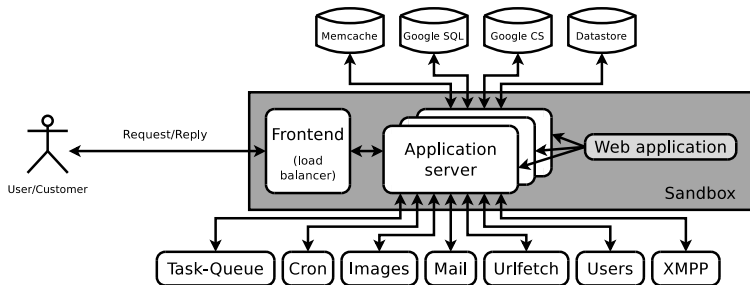 Memcache
Google SQL
Google CS
Datastore
Request/Reply
User/Customer
Frontend
(load
balancer)
Application
server
Web application
Sandbox
Task-Queue
Cron
Images
Mail
Urlfetch
Users
XMPP